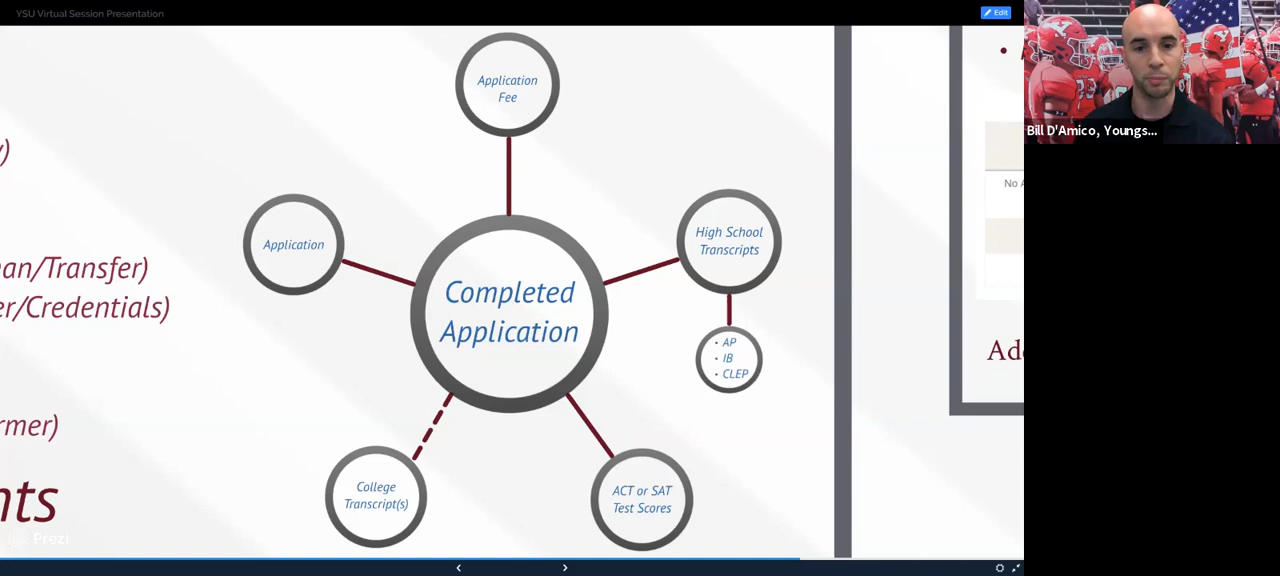 YSU Virtual Session Presentation
Edit
Bill D'Amico, Youngs...
Application
Fee
Application
High School
Transcripts
Completed
Application
• AP
• IB
• CLEP
College
Transcript(s)
ACT or SAT
Test Scores
an/Transfer)
er/Credentials)
rmer)
nts
Prezi
No A
Ad